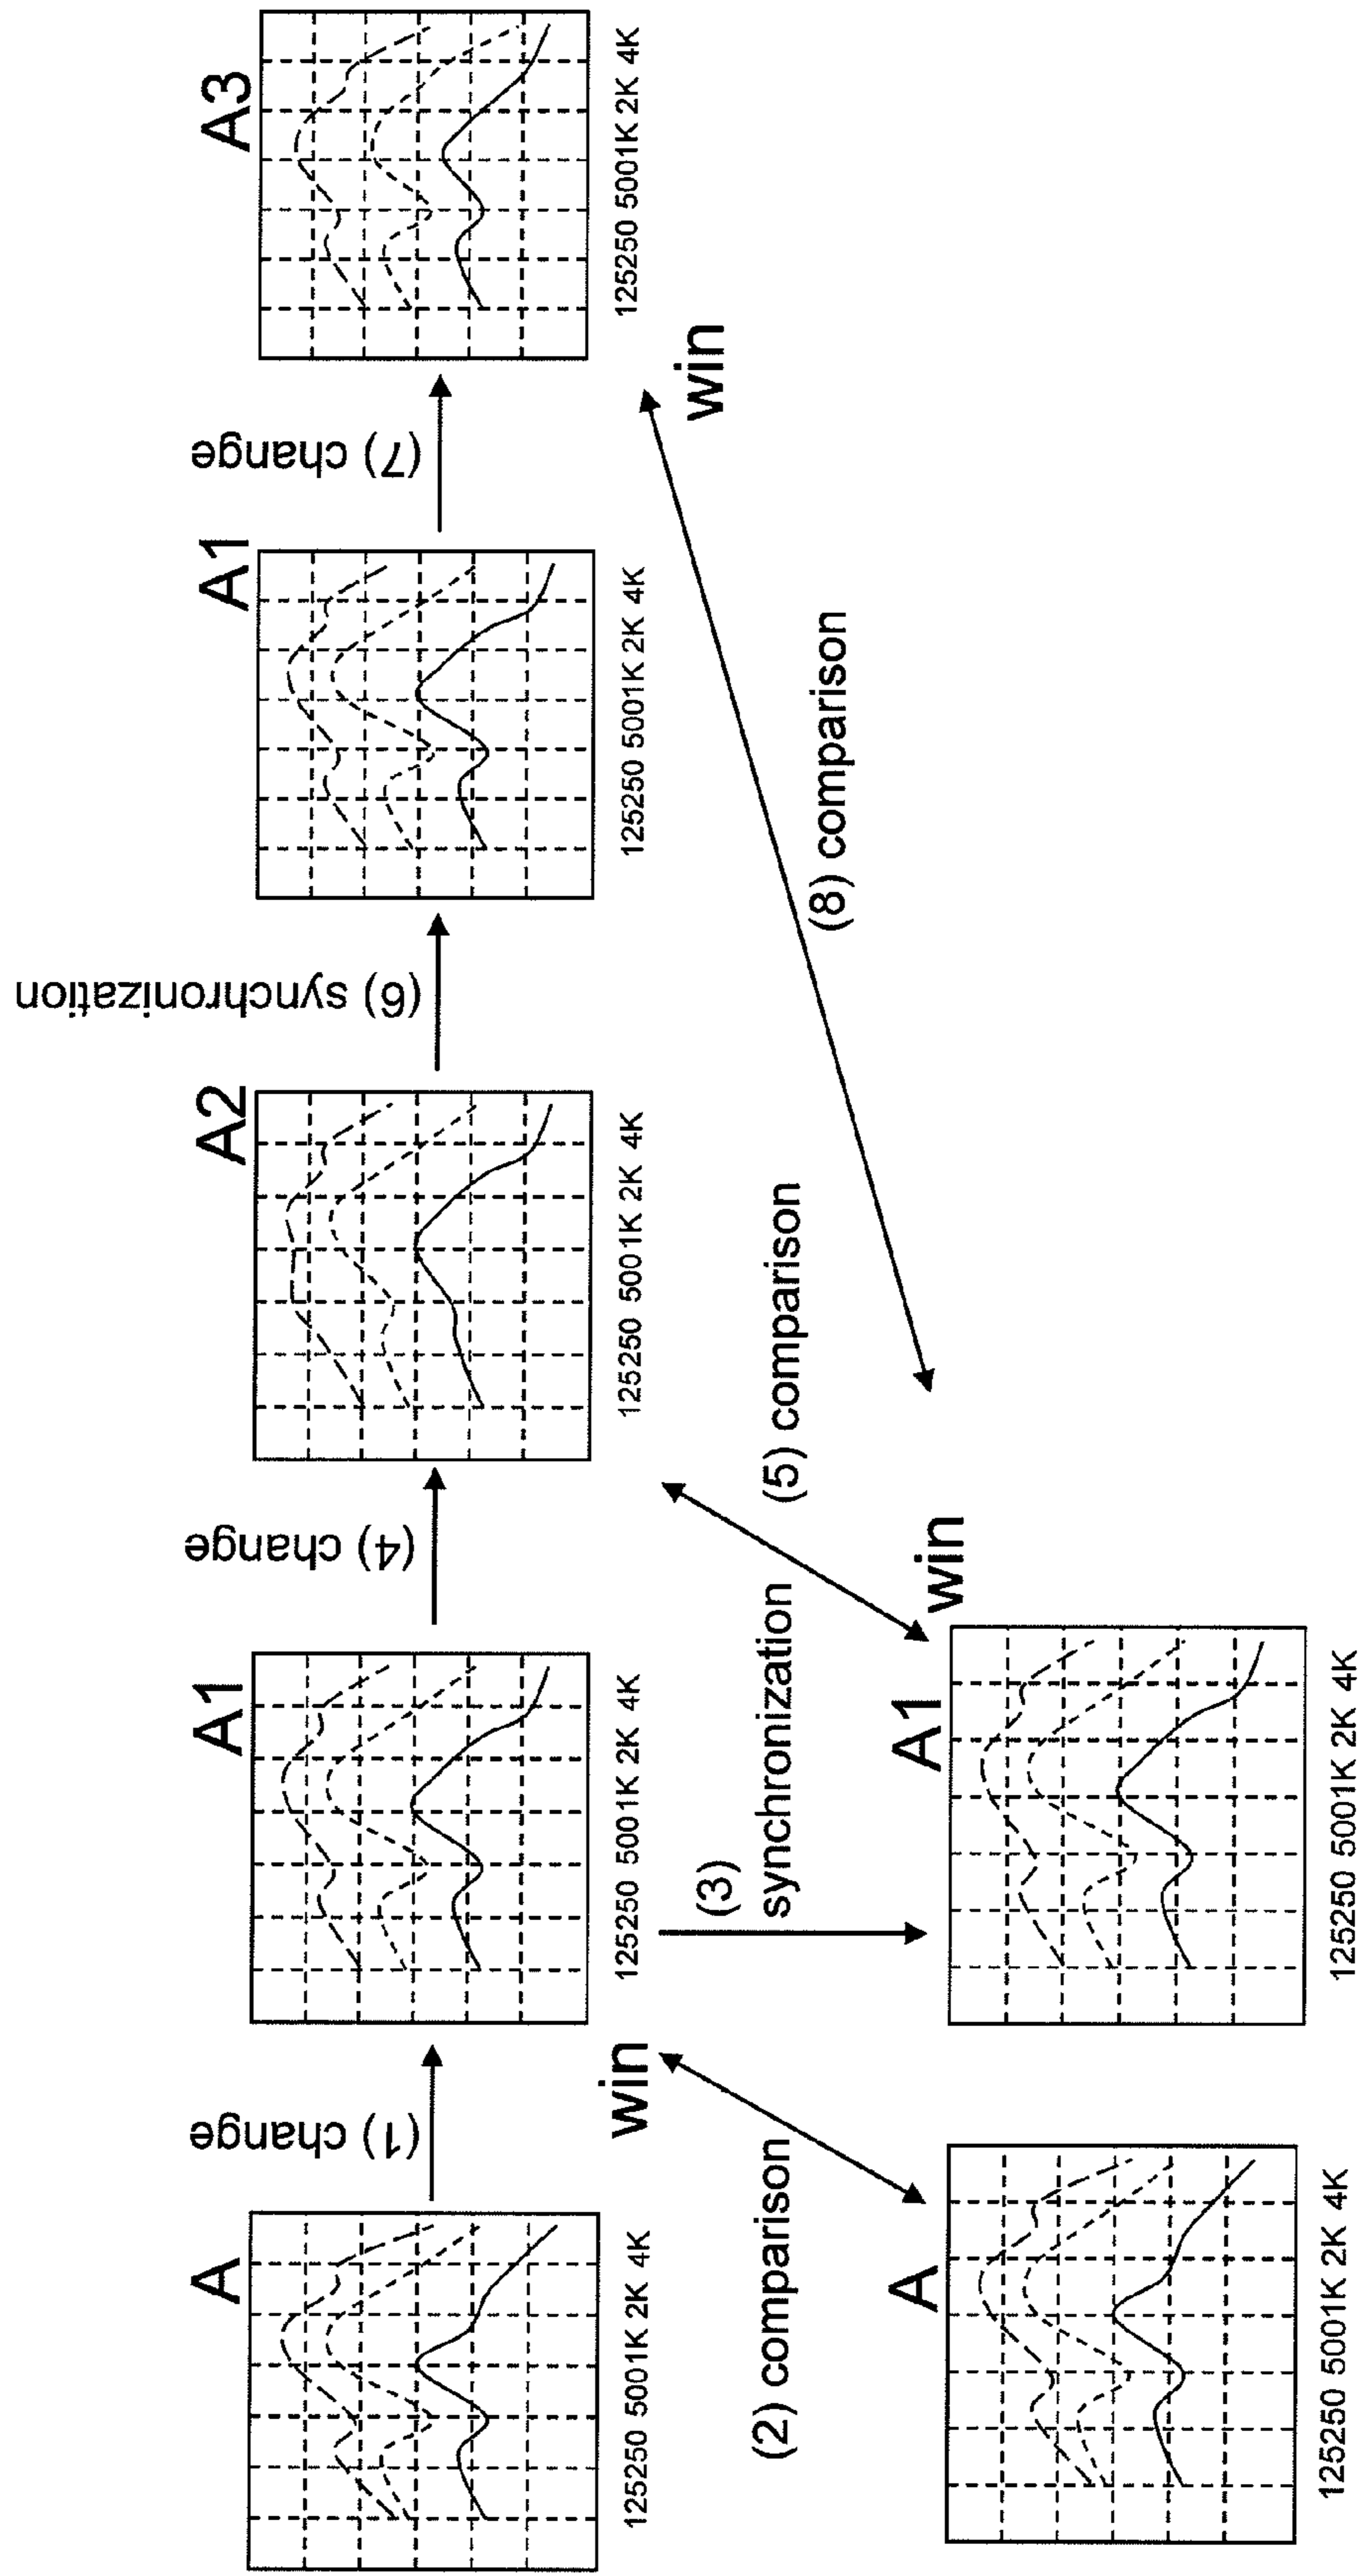 A
(1) change
A1
(4) change
A2
(6) synchronization
A1
(7) change
A3
125250 5001K 2K 4K
win
125250 5001K 2K 4K
125250 5001K 2K 4K
125250 5001K 2K 4K
125250 5001K 2K 4K
win
(2) comparison
(3)
synchronization
(5) comparison
(8) comparison
A
A1
win
125250 5001K 2K 4K
125250 5001K 2K 4K